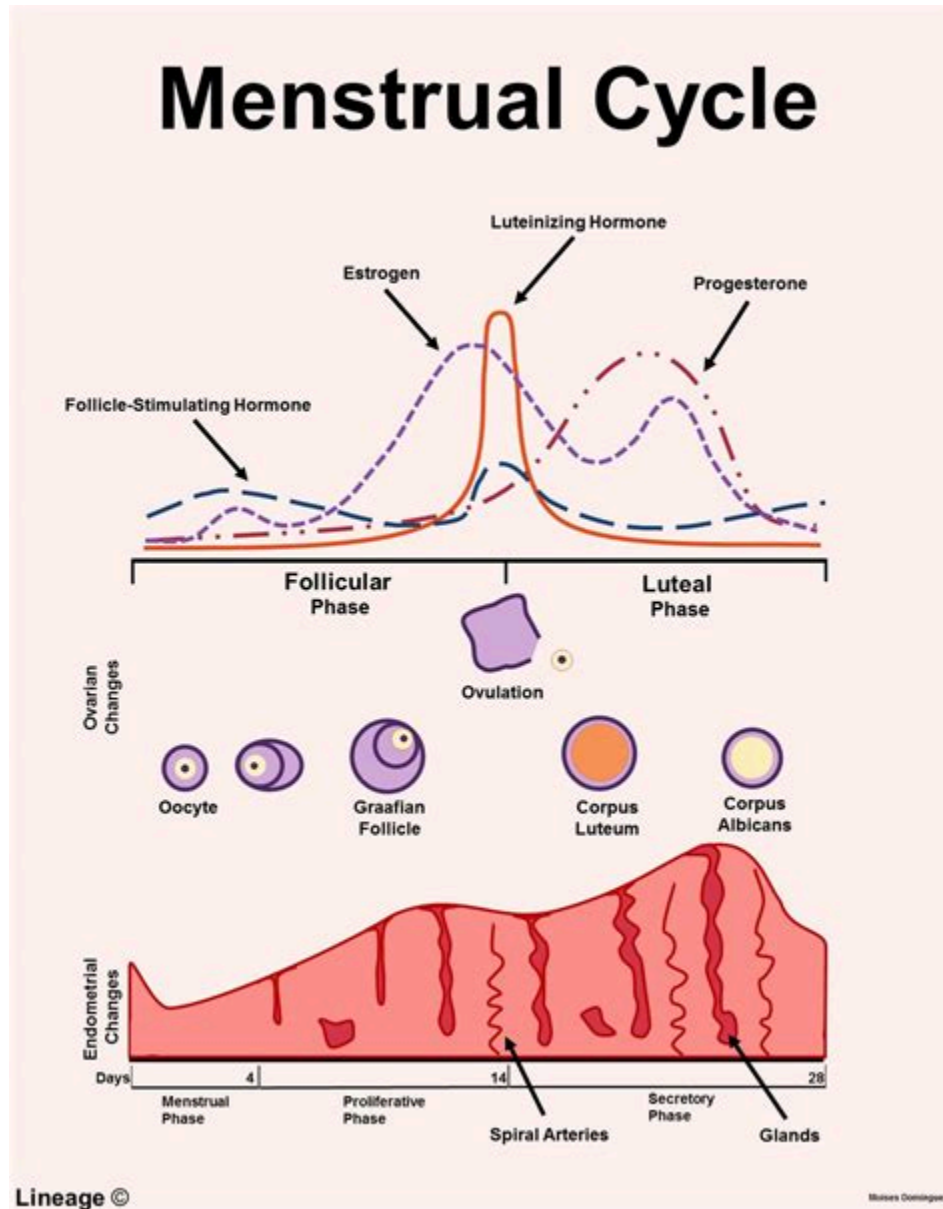 Menstrual Cycle
Luteinizing Hormone
Estrogen
Progesterone
Follicle-Stimulating Hormone
Follicular
Phase
Luteal
Phase
Ovarian
Changes
Ovulation
Oocyte
Graafian
Follicle
Corpus
Luteum
Corpus
Albicans
Endometrial
Changes
Days
4
14
28
Menstrual
Phase
Proliferative
Phase
Secretory
Phase
Spiral Arteries
Glands
Lineage ©
Moises Domingue